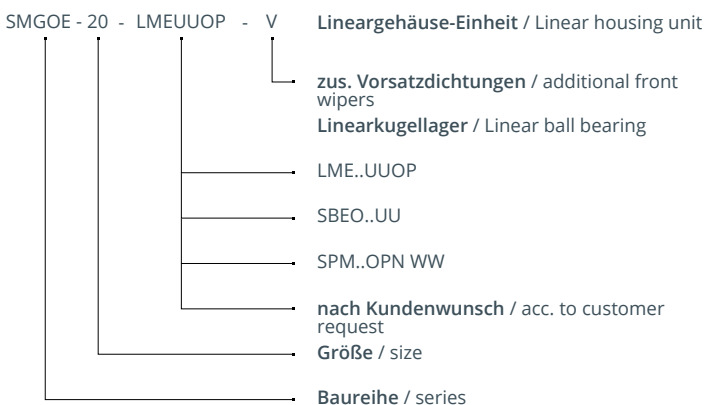 SMGOE - 20 - LMEUUOP - V Lineargehäuse-Einheit / Linear housing unit
zus. Vorsatzdichtungen / additional front
wipers
Linearkugellager / Linear ball bearing
LME..UUOP
SBEO..UU
SPM..OPN WW
nach Kundenwunsch / acc. to customer
request
Größe / size
Baureihe / series